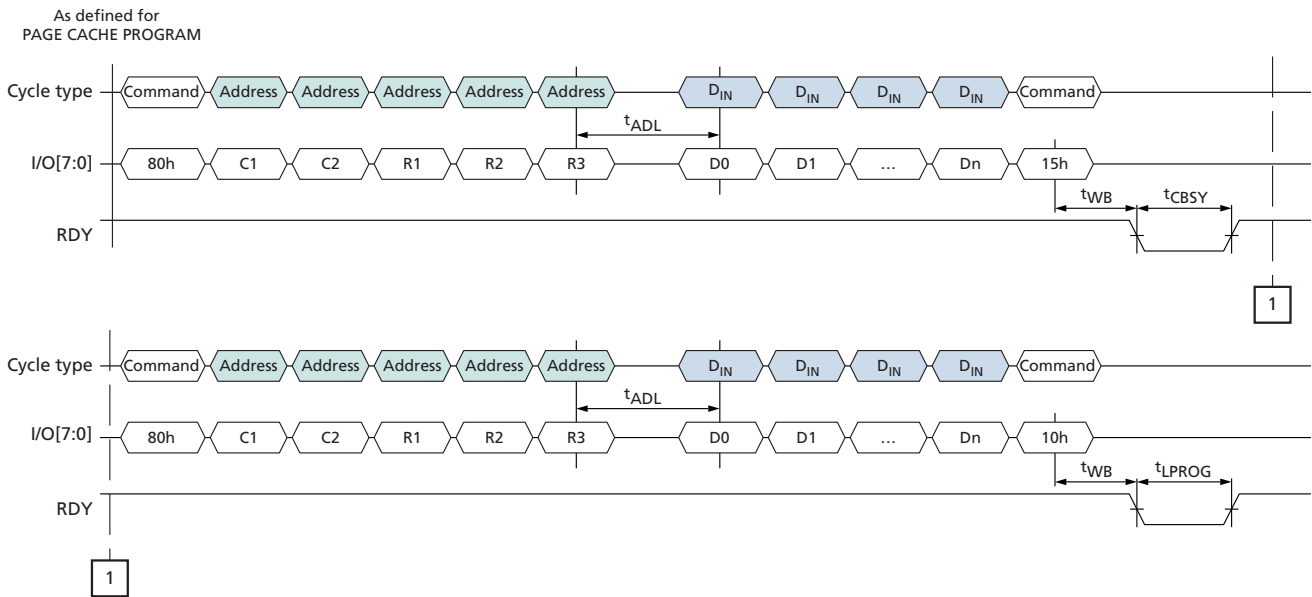 As defined for
PAGE CACHE PROGRAM
Cycle type Command Address Address Address Address Address DIN DIN DIN DIN Command
tADL
I/O[7:0] 80h C1 C2 R1 R2 R3 D0 D1 … Dn 15h
tWB tCBSY
RDY
1
Cycle type Command Address Address Address Address Address DIN DIN DIN DIN Command
tADL
I/O[7:0] 80h C1 C2 R1 R2 R3 D0 D1 … Dn 10h
tWB tLPROG
RDY
1